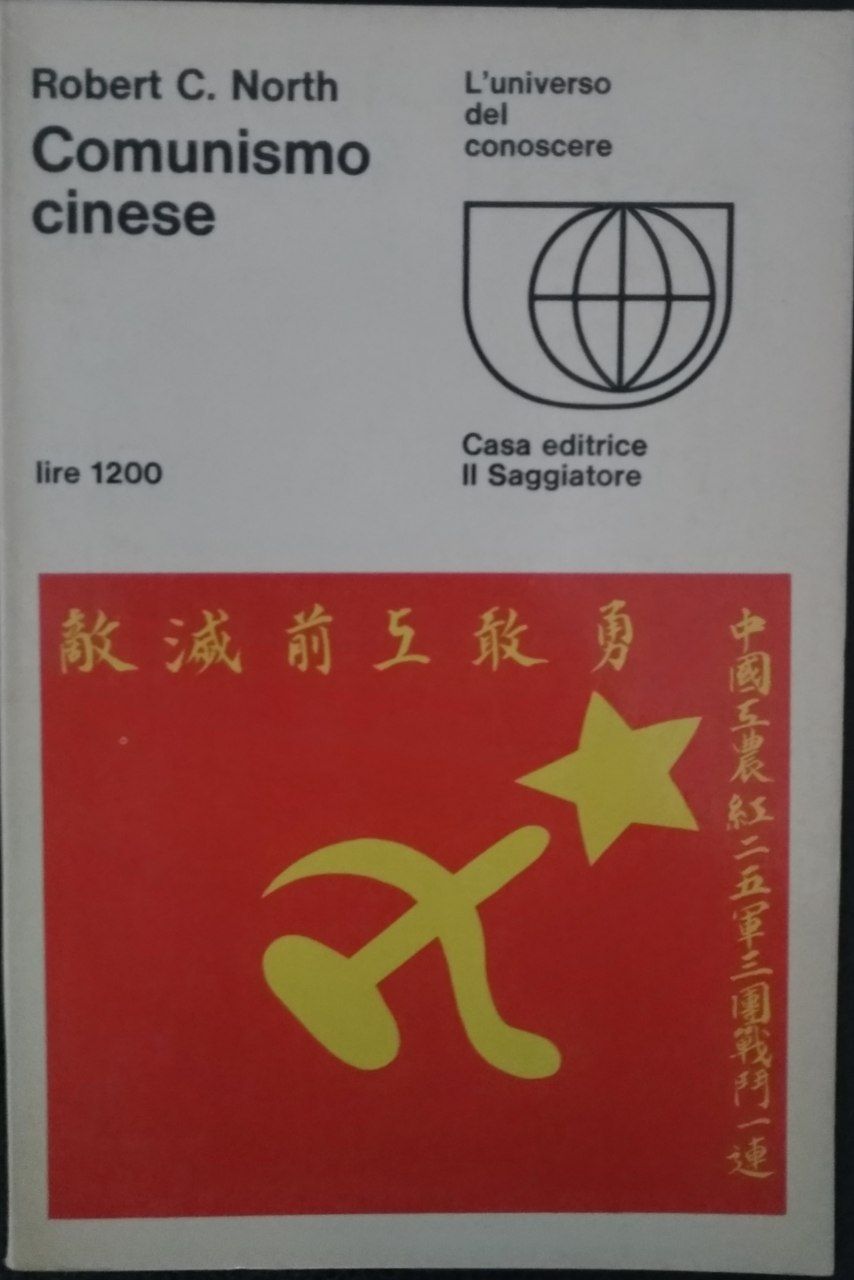 Robert C. North
Comunismo
cinese
lire 1200
L'universo
del
conoscere
Casa editrice
Il Saggiatore
中國工農紅二五軍三團戰鬥一連
勇敢工前滅敵